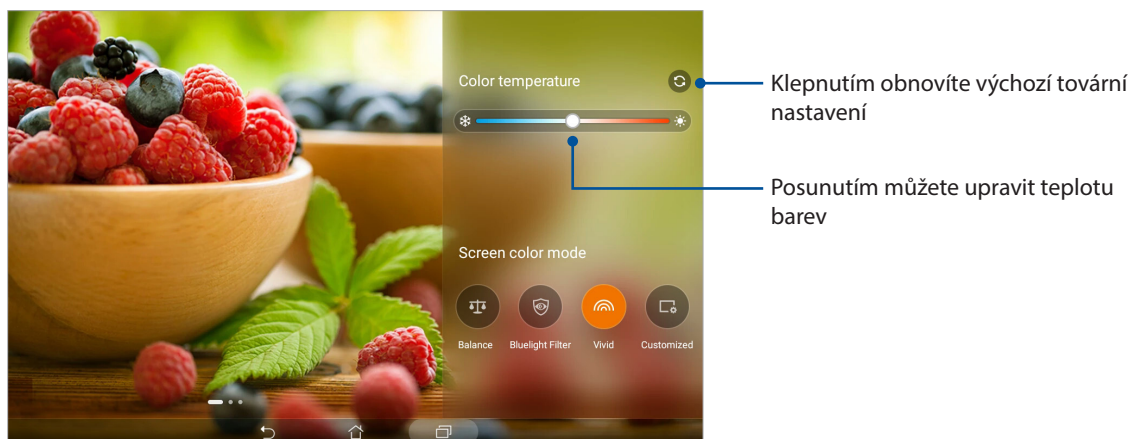 Color temperature
Klepnutím obnovíte výchozí tovární
nastavení
Posunutím můžete upravit teplotu
barev
Screen color mode
Balance
Bluelight Filter
Vivid
Customized